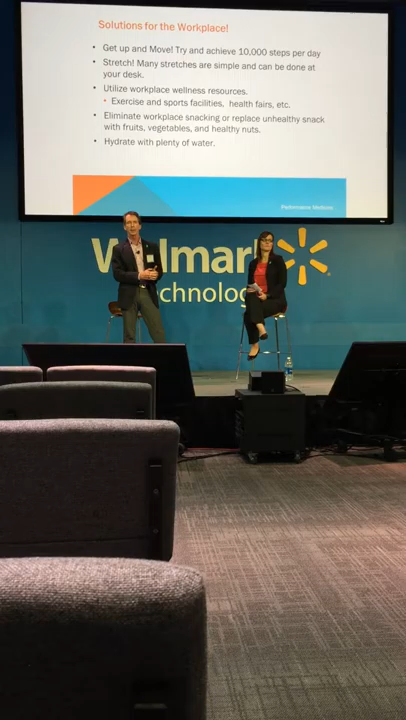 Solutions for the Workplace!
• Get up and Move! Try and achieve 10,000 steps per day
• Stretch! Many stretches are simple and can be done at
your desk.
• Utilize workplace wellness resources.
• Exercise and sports facilities, health fairs, etc.
• Eliminate workplace snacking or replace unhealthy snack
with fruits, vegetables, and healthy nuts.
• Hydrate with plenty of water.
Performance Medicine
Walmart
Technology